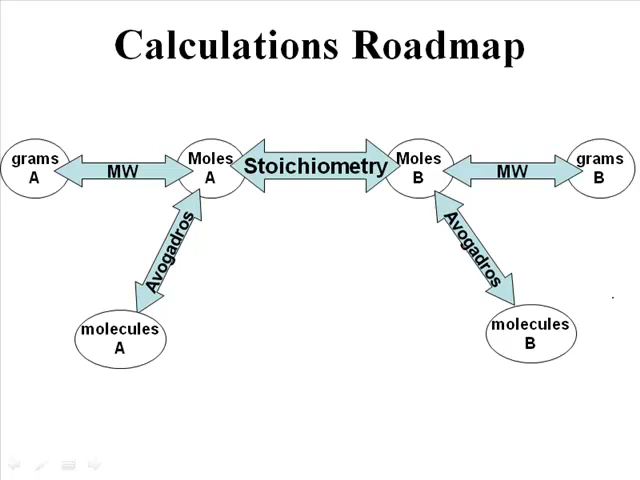 Calculations Roadmap
grams
A
MW
Moles
A
Stoichiometry
Moles
B
MW
grams
B
Avogadros
Avogadros
molecules
A
molecules
B